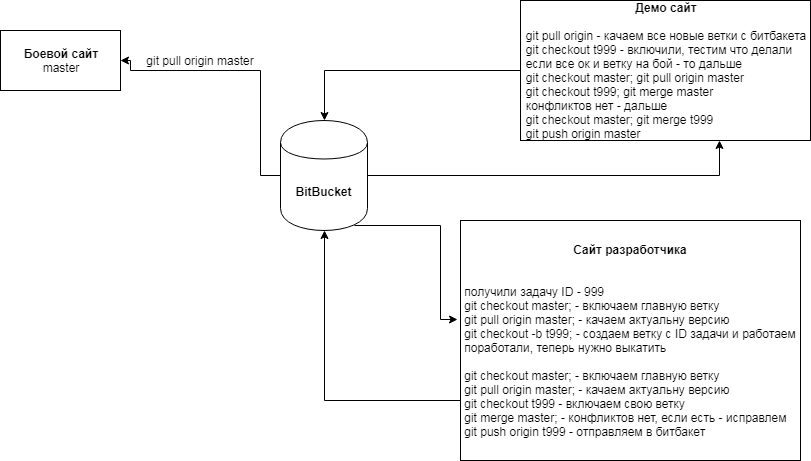 Боевой сайт
master
git pull origin master
Демо сайт
git pull origin - качаем все новые ветки с битбакета
git checkout t999 - включили, тестим что делали
если все ок и ветку на бой - то дальше
git checkout master; git pull origin master
git checkout t999; git merge master
конфликтов нет - дальше
git checkout master; git merge t999
git push origin master
BitBucket
Сайт разработчика
получили задачу ID - 999
git checkout master; - включаем главную ветку
git pull origin master; - качаем актуальну версию
git checkout -b t999; - создаем ветку с ID задачи и работаем
поработали, теперь нужно выкатить
git checkout master; - включаем главную ветку
git pull origin master; - качаем актуальну версию
git checkout t999 - включаем свою ветку
git merge master; - конфликтов нет, если есть - исправлем
git push origin t999 - отправляем в битбакет